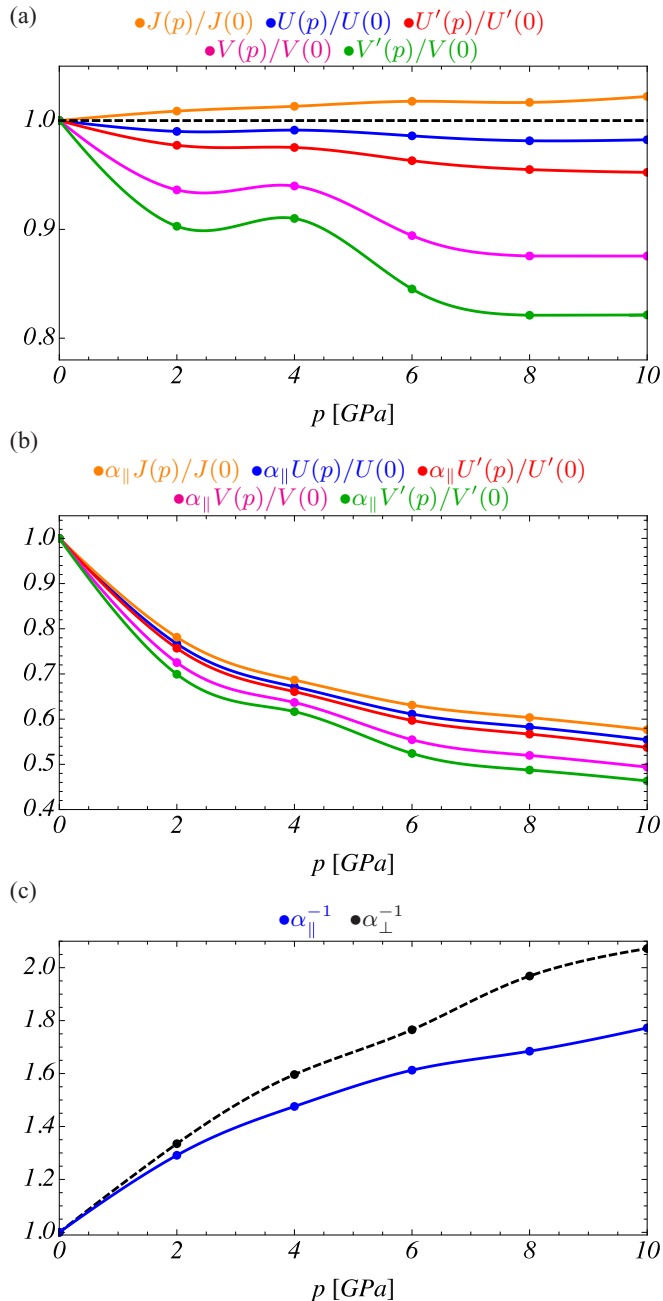 (a)
●J(p)/J(0) ●U(p)/U(0) ●U′(p)/U′(0)
●V(p)/V(0) ●V′(p)/V(0)
1.0
0.9
0.8
0 2 4 6 8 10
p [GPa]
(b)
●α∥J(p)/J(0) ●α∥U(p)/U(0) ●α∥U′(p)/U′(0)
●α∥V(p)/V(0) ●α∥V′(p)/V′(0)
1.0
0.9
0.8
0.7
0.6
0.5
0.4
0 2 4 6 8 10
p [GPa]
(c)
●α∥⁻¹ ●α⊥⁻¹
2.0
1.8
1.6
1.4
1.2
1.0
0 2 4 6 8 10
p [GPa]